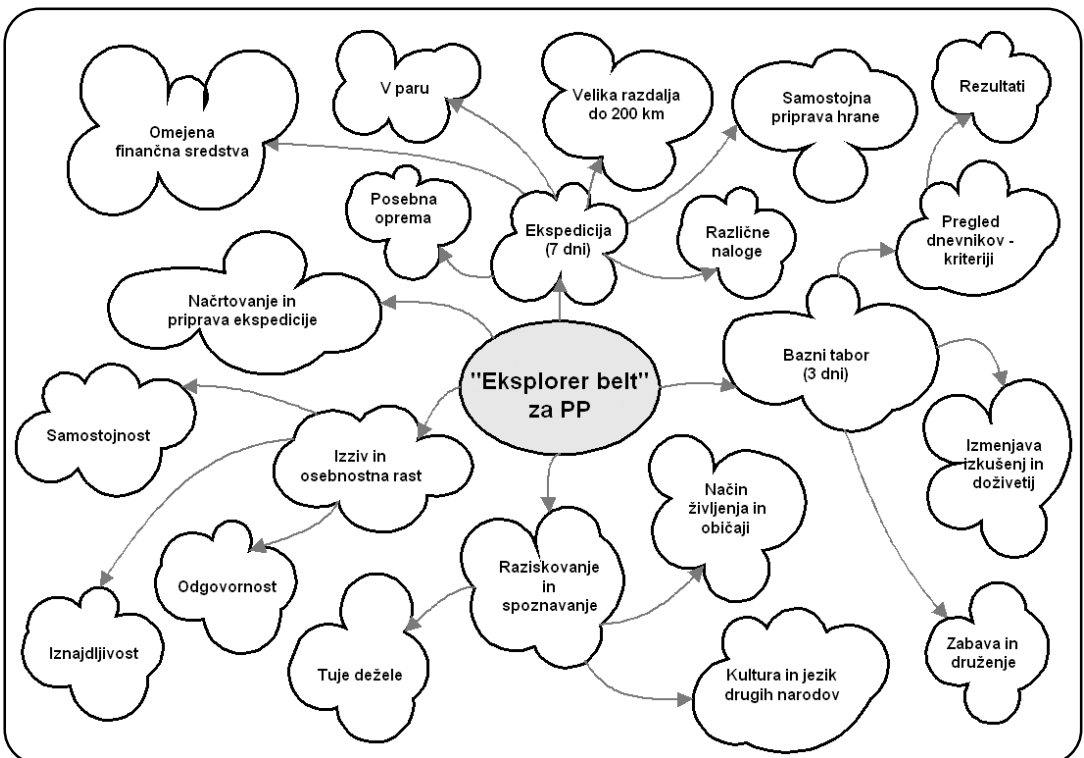 V paru
Velika razdalja
do 200 km
Samostojna
priprava hrane
Rezultati
Omejena
finančna sredstva
Posebna
oprema
Ekspedicija
(7 dni)
Različne
naloge
Pregled
dnevnikov -
kriteriji
Načrtovanje in
priprava ekspedicije
Bazni tabor
(3 dni)
"Eksplorer belt"
za PP
Samostojnost
Izziv in
osebnostna rast
Izmenjava
izkušenj in
doživetij
Način
življenja in
običaji
Raziskovanje
in
spoznavanje
Odgovornost
Iznajdljivost
Tuje dežele
Kultura in jezik
drugih narodov
Zabava in
druženje